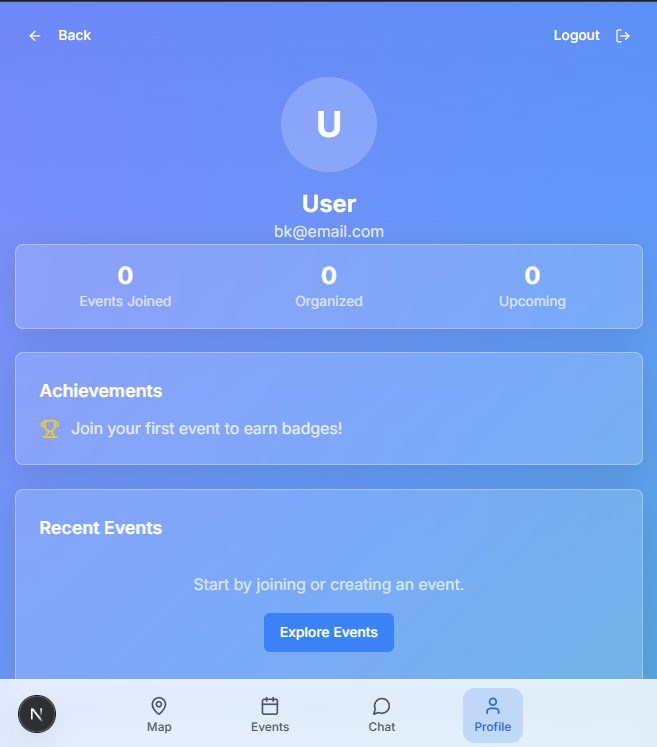 Back
Logout
U
User
bk@email.com
0 0 0
Events Joined Organized Upcoming
Achievements
Join your first event to earn badges!
Recent Events
Start by joining or creating an event.
Explore Events
N
Map Events Chat Profile